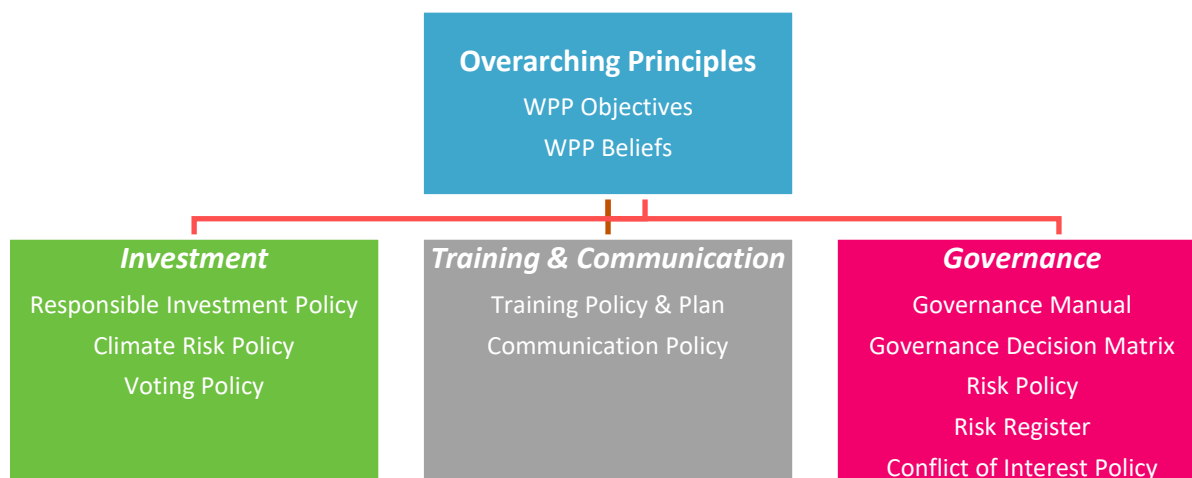 Overarching Principles
WPP Objectives
WPP Beliefs
Investment
Responsible Investment Policy
Climate Risk Policy
Voting Policy
Training & Communication
Training Policy & Plan
Communication Policy
Governance
Governance Manual
Governance Decision Matrix
Risk Policy
Risk Register
Conflict of Interest Policy